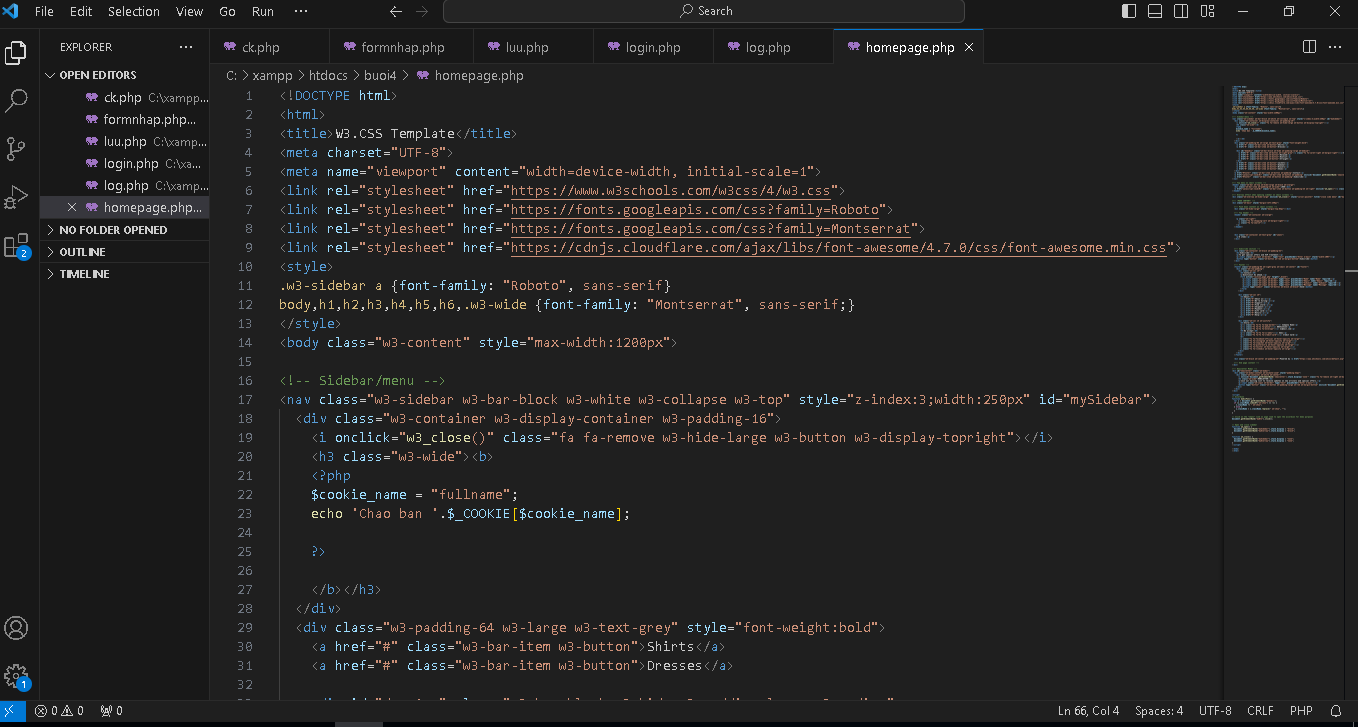 File Edit Selection View Go Run ··· Search
EXPLORER ···
OPEN EDITORS
ck.php C:\xampp...
formnhap.php...
luu.php C:\xamp...
login.php C:\xa...
log.php C:\xampp...
homepage.php...
NO FOLDER OPENED
OUTLINE
TIMELINE
2
1
ck.php formnhap.php luu.php login.php log.php homepage.php
C: > xampp > htdocs > buoi4 > homepage.php
1 <!DOCTYPE html>
2 <html>
3 <title>W3.CSS Template</title>
4 <meta charset="UTF-8">
5 <meta name="viewport" content="width=device-width, initial-scale=1">
6 <link rel="stylesheet" href="https://www.w3schools.com/w3css/4/w3.css">
7 <link rel="stylesheet" href="https://fonts.googleapis.com/css?family=Roboto">
8 <link rel="stylesheet" href="https://fonts.googleapis.com/css?family=Montserrat">
9 <link rel="stylesheet" href="https://cdnjs.cloudflare.com/ajax/libs/font-awesome/4.7.0/css/font-awesome.min.css">
10 <style>
11 .w3-sidebar a {font-family: "Roboto", sans-serif}
12 body,h1,h2,h3,h4,h5,h6,.w3-wide {font-family: "Montserrat", sans-serif;}
13 </style>
14 <body class="w3-content" style="max-width:1200px">
15
16 <!-- Sidebar/menu -->
17 <nav class="w3-sidebar w3-bar-block w3-white w3-collapse w3-top" style="z-index:3;width:250px" id="mySidebar">
18 <div class="w3-container w3-display-container w3-padding-16">
19 <i onclick="w3_close()" class="fa fa-remove w3-hide-large w3-button w3-display-topright"></i>
20 <h3 class="w3-wide"><b>
21 <?php
22 $cookie_name = "fullname";
23 echo 'Chao ban '.$_COOKIE[$cookie_name];
24
25 ?>
26
27 </b></h3>
28 </div>
29 <div class="w3-padding-64 w3-large w3-text-grey" style="font-weight:bold">
30 <a href="#" class="w3-bar-item w3-button">Shirts</a>
31 <a href="#" class="w3-bar-item w3-button">Dresses</a>
32
0 0 0 Ln 66, Col 4 Spaces: 4 UTF-8 CRLF PHP